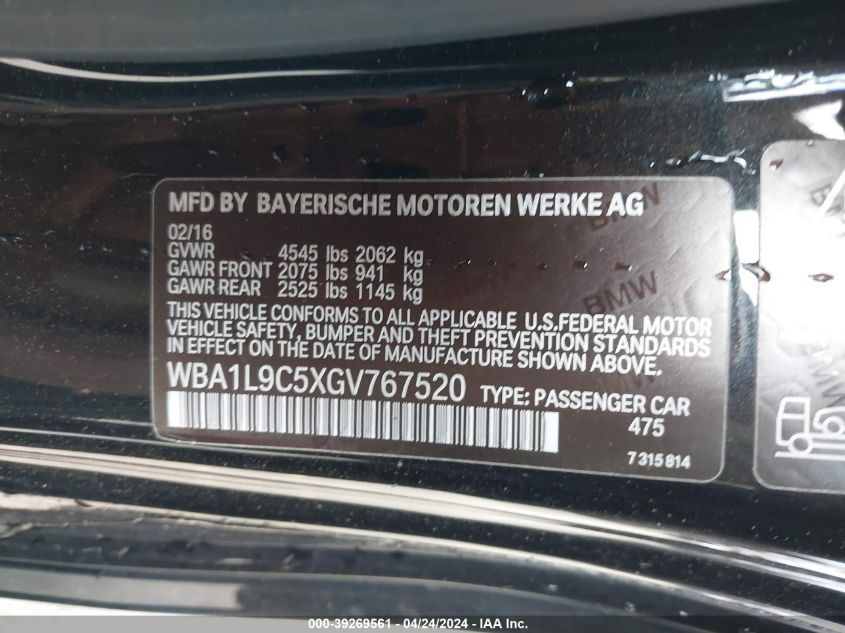 MFD BY BAYERISCHE MOTOREN WERKE AG
02/16
GVWR 4545 lbs 2062 kg
GAWR FRONT 2075 lbs 941 kg
GAWR REAR 2525 lbs 1145 kg
THIS VEHICLE CONFORMS TO ALL APPLICABLE U.S.FEDERAL MOTOR
VEHICLE SAFETY, BUMPER AND THEFT PREVENTION STANDARDS
IN EFFECT ON THE DATE OF MANUFACTURE SHOWN ABOVE.
WBA1L9C5XGV767520 TYPE: PASSENGER CAR
475
7 315 814
BMW
BMW
BMW
000-39269561 - 04/24/2024 - IAA Inc.